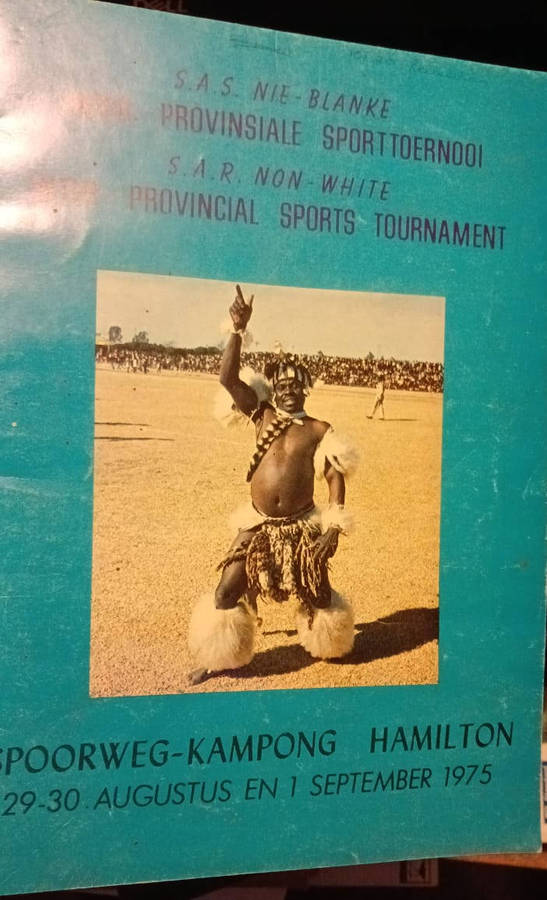 S.A.S. NIE-BLANKE
PROVINSIALE SPORTTOERNOOI
S.A.R. NON-WHITE
PROVINCIAL SPORTS TOURNAMENT
SPOORWEG-KAMPONG HAMILTON
29-30 AUGUSTUS EN 1 SEPTEMBER 1975